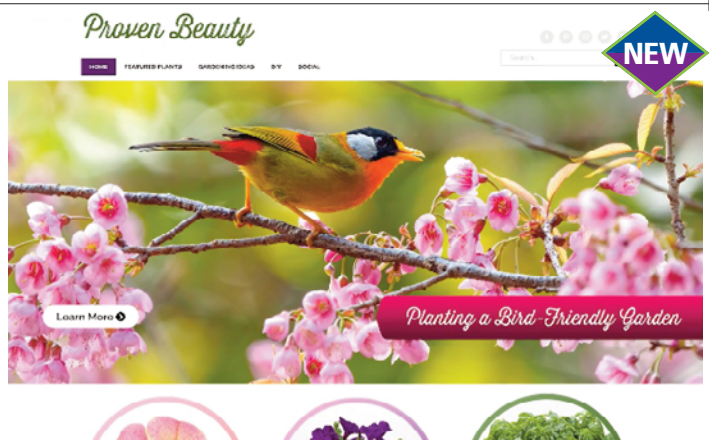 Proven Beauty
NEW
Search...
HOME FEATURED PLANTS GARDENING IDEAS DIY SOCIAL
Learn More
Planting a Bird-Friendly Garden